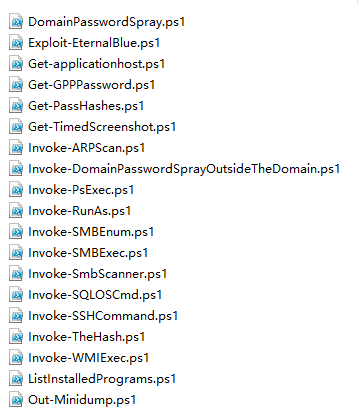 DomainPasswordSpray.ps1
Exploit-EternalBlue.ps1
Get-applicationhost.ps1
Get-GPPPassword.ps1
Get-PassHashes.ps1
Get-TimedScreenshot.ps1
Invoke-ARPScan.ps1
Invoke-DomainPasswordSprayOutsideTheDomain.ps1
Invoke-PsExec.ps1
Invoke-RunAs.ps1
Invoke-SMBEnum.ps1
Invoke-SMBExec.ps1
Invoke-SmbScanner.ps1
Invoke-SQLOSCmd.ps1
Invoke-SSHCommand.ps1
Invoke-TheHash.ps1
Invoke-WMIExec.ps1
ListInstalledPrograms.ps1
Out-Minidump.ps1